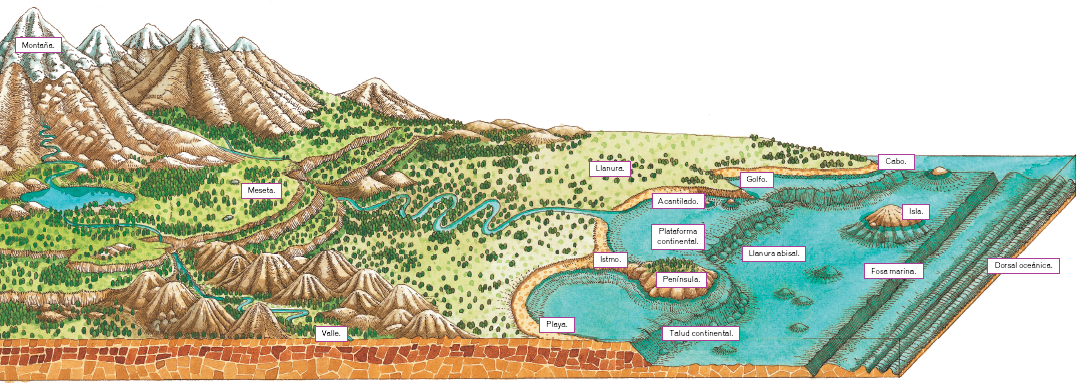 Montaña.
Cabo.
Llanura.
Golfo.
Meseta.
Acantilado.
Isla.
Plataforma
continental.
Llanura abisal.
Istmo.
Dorsal oceánica.
Fosa marina.
Península.
Playa.
Talud continental.
Valle.